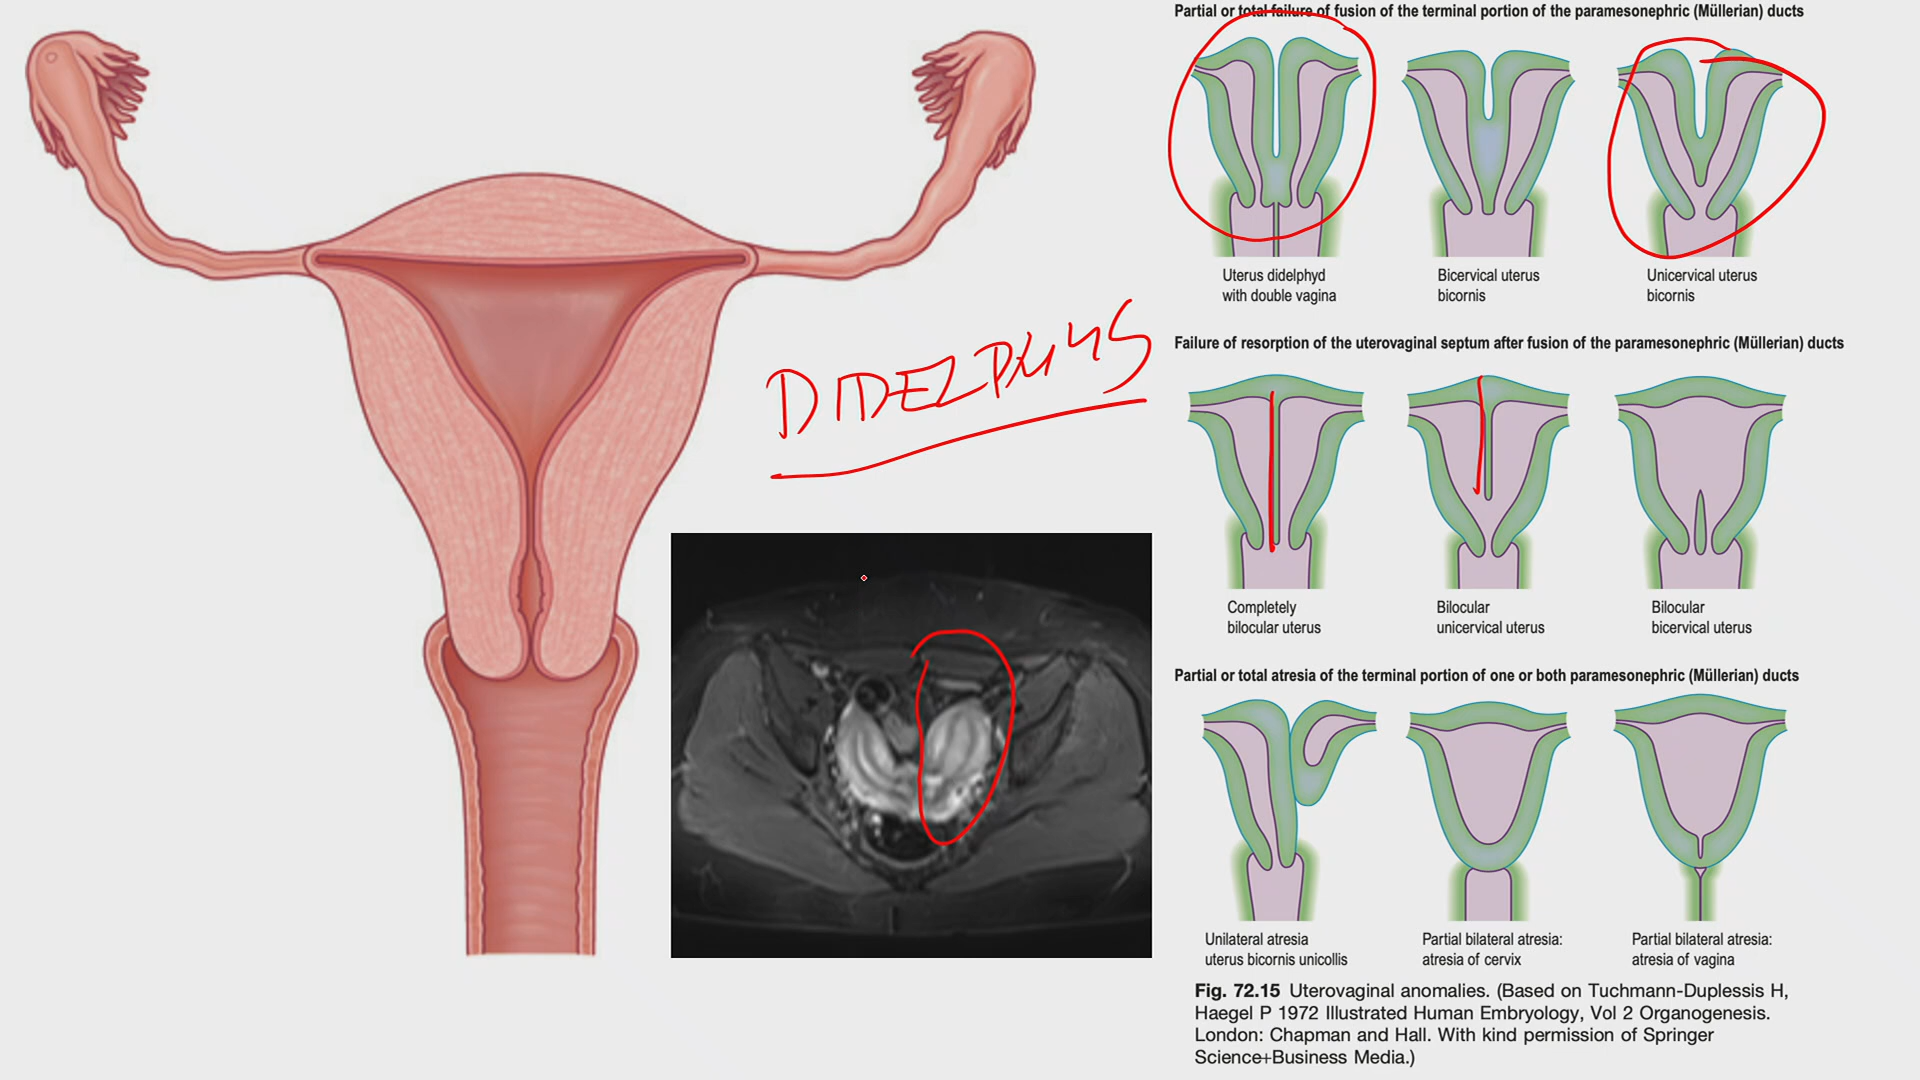 Partial or total failure of fusion of the terminal portion of the paramesonephric (Müllerian) ducts
Uterus didelphyd
with double vagina
Bicervical uterus
bicornis
Unicervical uterus
bicornis
DIDELPHYS
Failure of resorption of the uterovaginal septum after fusion of the paramesonephric (Müllerian) ducts
Completely
bilocular uterus
Bilocular
unicervical uterus
Bilocular
bicervical uterus
Partial or total atresia of the terminal portion of one or both paramesonephric (Müllerian) ducts
Unilateral atresia
uterus bicornis unicollis
Partial bilateral atresia:
atresia of cervix
Partial bilateral atresia:
atresia of vagina
Fig. 72.15 Uterovaginal anomalies. (Based on Tuchmann-Duplessis H,
Haegel P 1972 Illustrated Human Embryology, Vol 2 Organogenesis.
London: Chapman and Hall. With kind permission of Springer
Science+Business Media.)